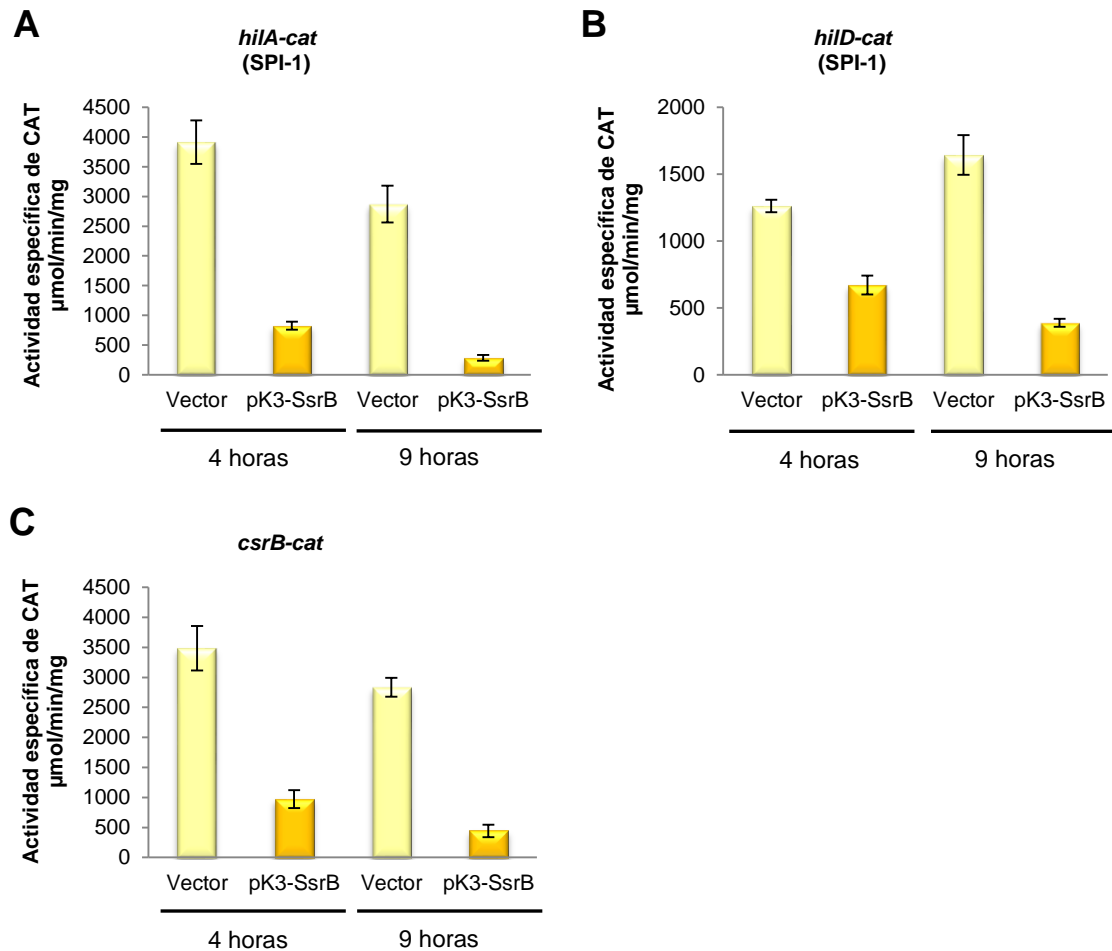 A
hilA-cat
(SPI-1)
Actividad específica de CAT
µmol/min/mg
4500
4000
3500
3000
2500
2000
1500
1000
500
0
Vector pK3-SsrB Vector pK3-SsrB
4 horas 9 horas
B
hilD-cat
(SPI-1)
Actividad específica de CAT
µmol/min/mg
2000
1500
1000
500
0
Vector pK3-SsrB Vector pK3-SsrB
4 horas 9 horas
C
csrB-cat
Actividad específica de CAT
µmol/min/mg
4500
4000
3500
3000
2500
2000
1500
1000
500
0
Vector pK3-SsrB Vector pK3-SsrB
4 horas 9 horas